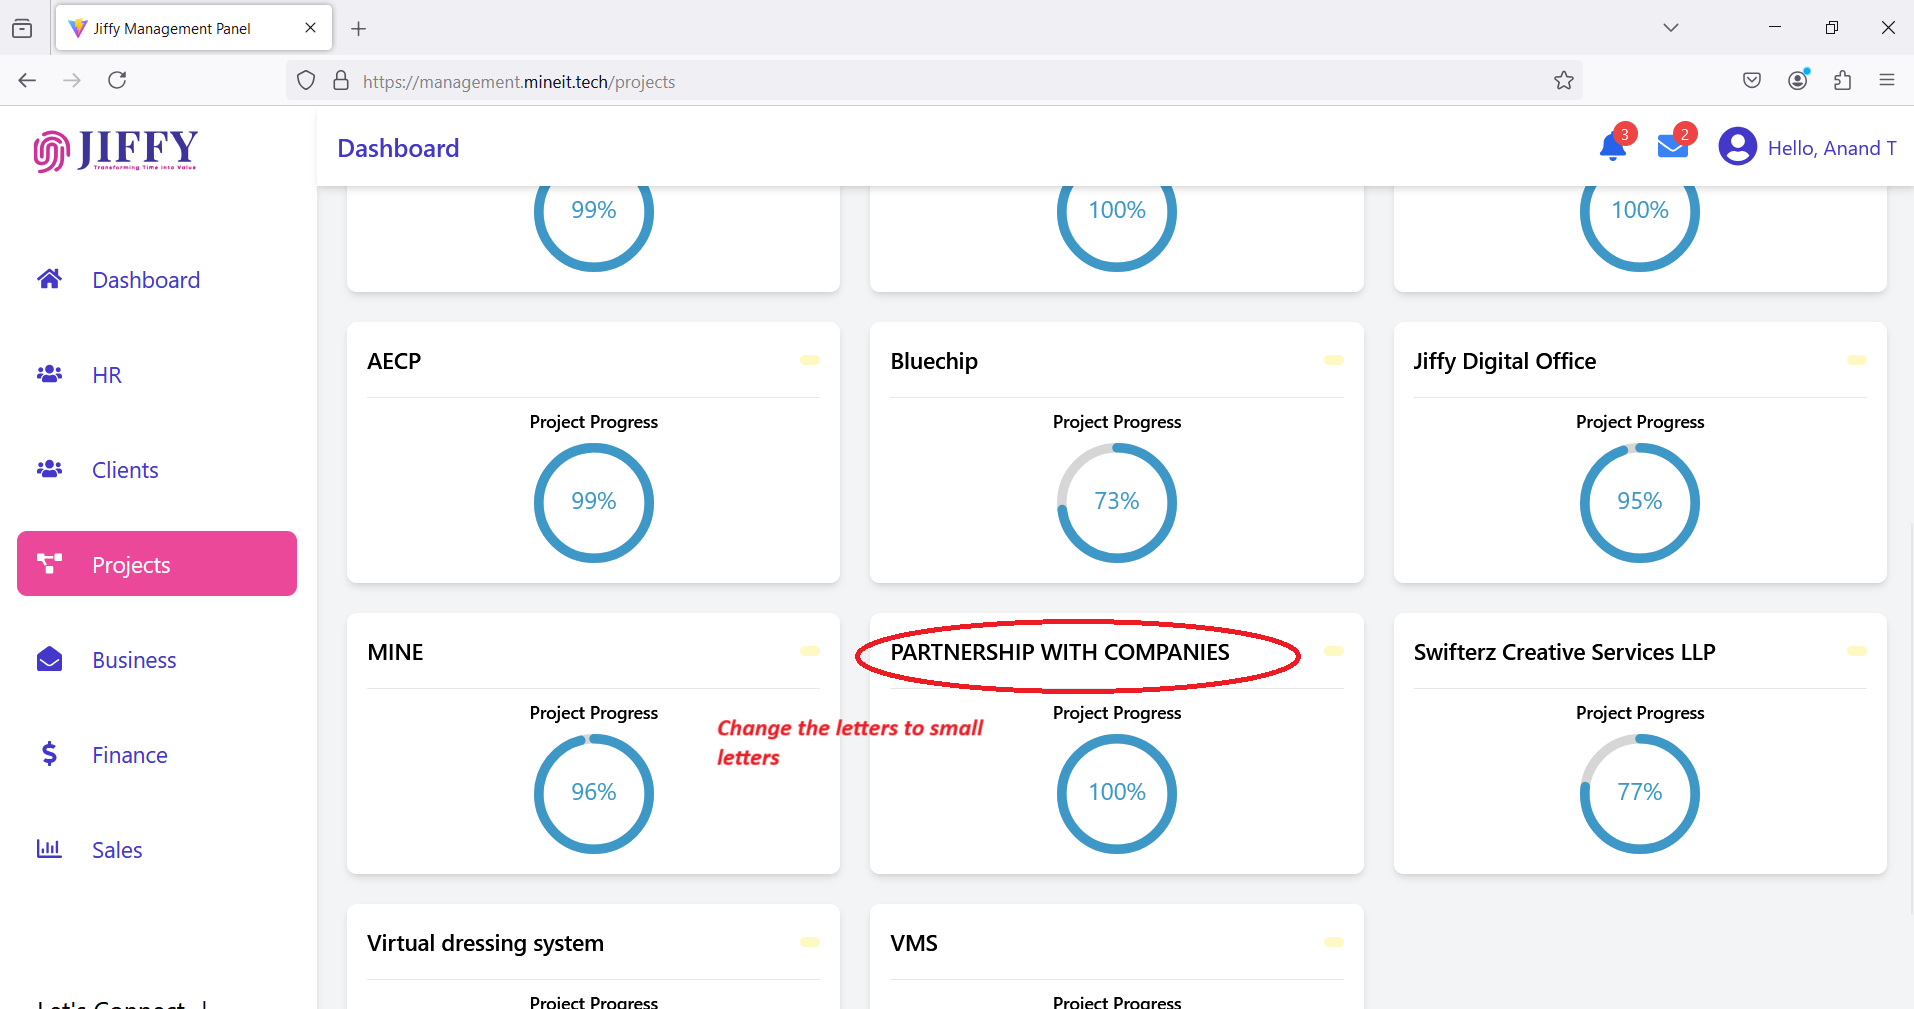 Jiffy Management Panel
https://management.mineit.tech/projects
JIFFY
Transforming Time into Value
Dashboard
3
2
Hello, Anand T
Dashboard
HR
Clients
Projects
Business
Finance
Sales
Let's Connect |
99%
100%
100%
AECP
Project Progress
99%
Bluechip
Project Progress
73%
Jiffy Digital Office
Project Progress
95%
MINE
Project Progress
96%
PARTNERSHIP WITH COMPANIES
Project Progress
100%
Change the letters to small
letters
Swifterz Creative Services LLP
Project Progress
77%
Virtual dressing system
Project Progress
VMS
Project Progress